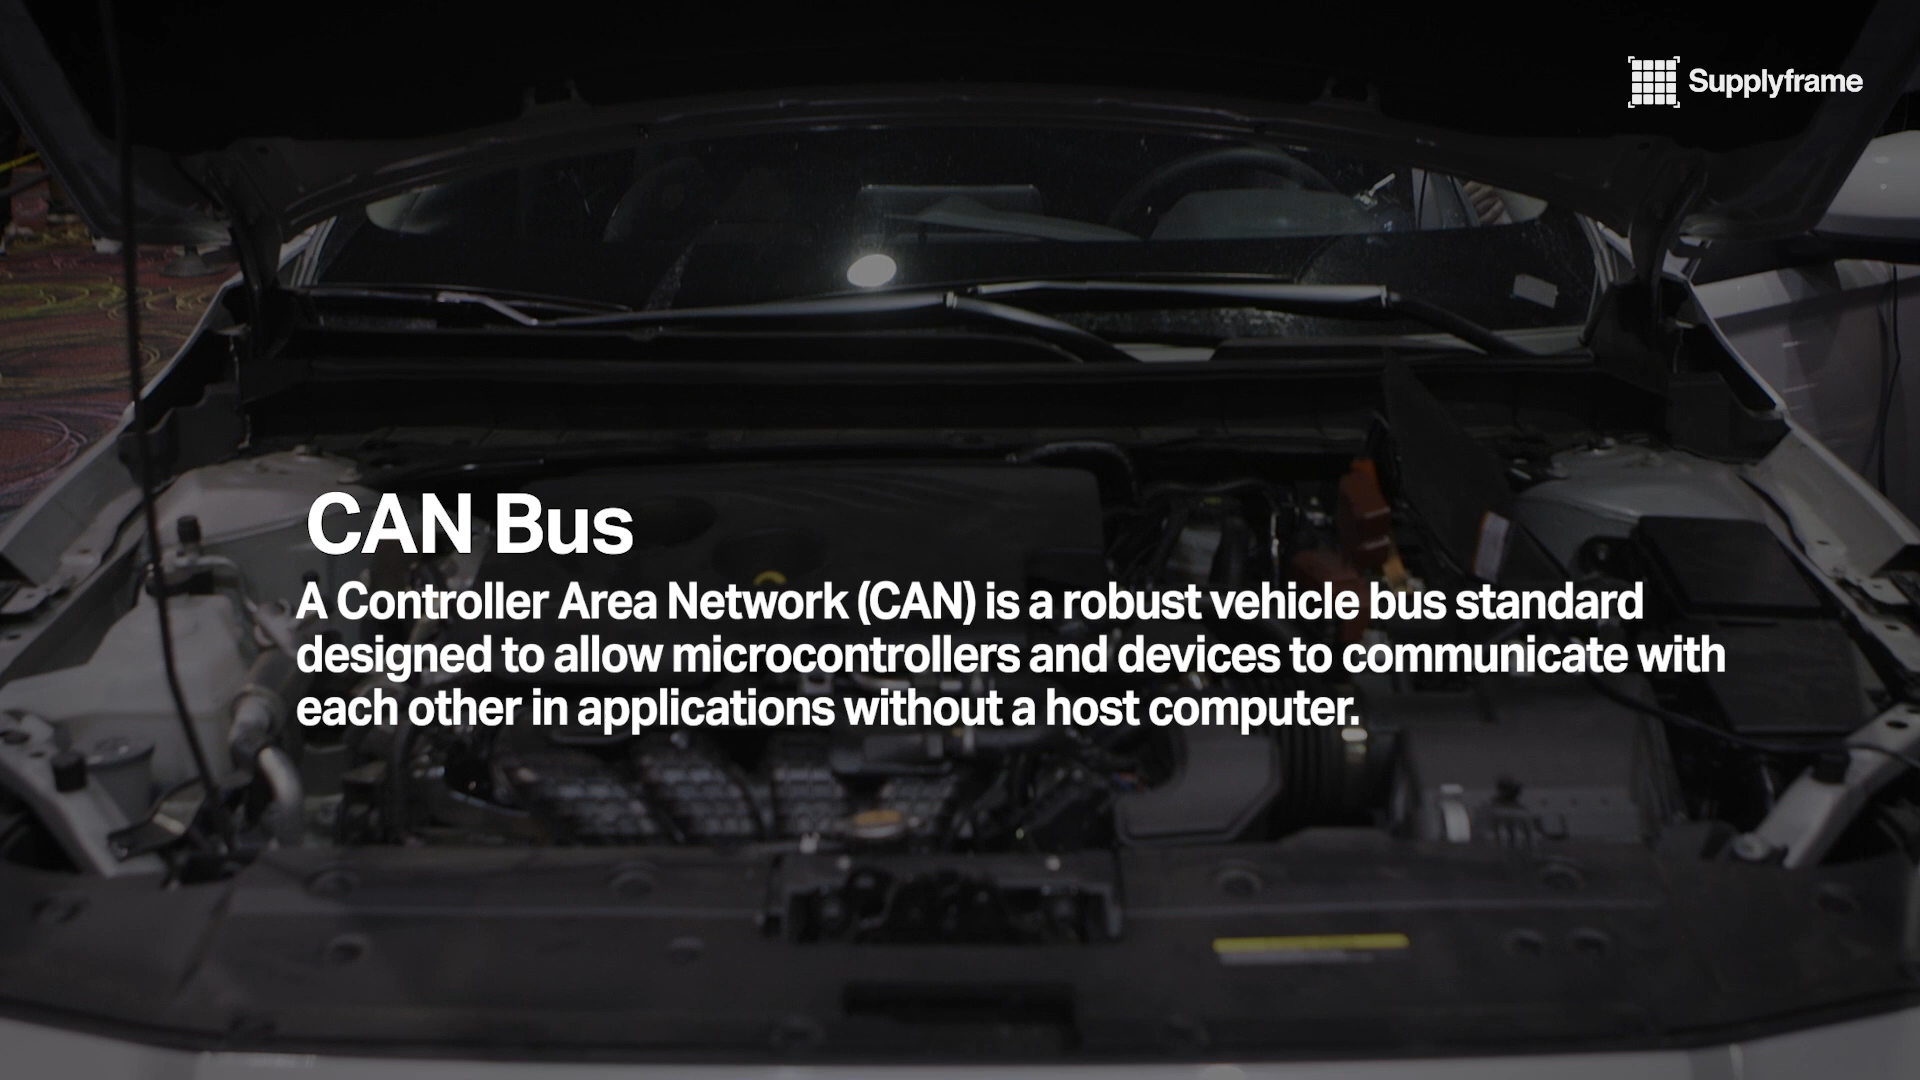 Supplyframe
CAN Bus
A Controller Area Network (CAN) is a robust vehicle bus standard
designed to allow microcontrollers and devices to communicate with
each other in applications without a host computer.